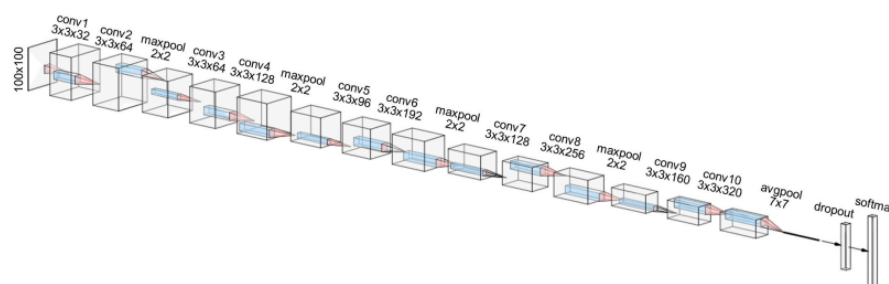 100x100
conv1
3x3x32
conv2
3x3x64
maxpool
2x2
conv3
3x3x64
conv4
3x3x128
maxpool
2x2
conv5
3x3x96
conv6
3x3x192
maxpool
2x2
conv7
3x3x128
conv8
3x3x256
maxpool
2x2
conv9
3x3x160
conv10
3x3x320
avgpool
7x7
dropout
softma